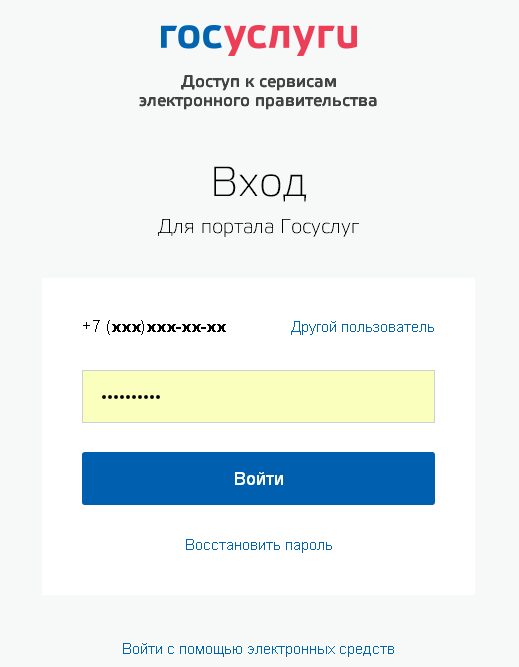 госуслуги
Доступ к сервисам
электронного правительства
Вход
Для портала Госуслуг
+7 (xxx)xxx-xx-xx Другой пользователь
••••••••••
Войти
Восстановить пароль
Войти с помощью электронных средств